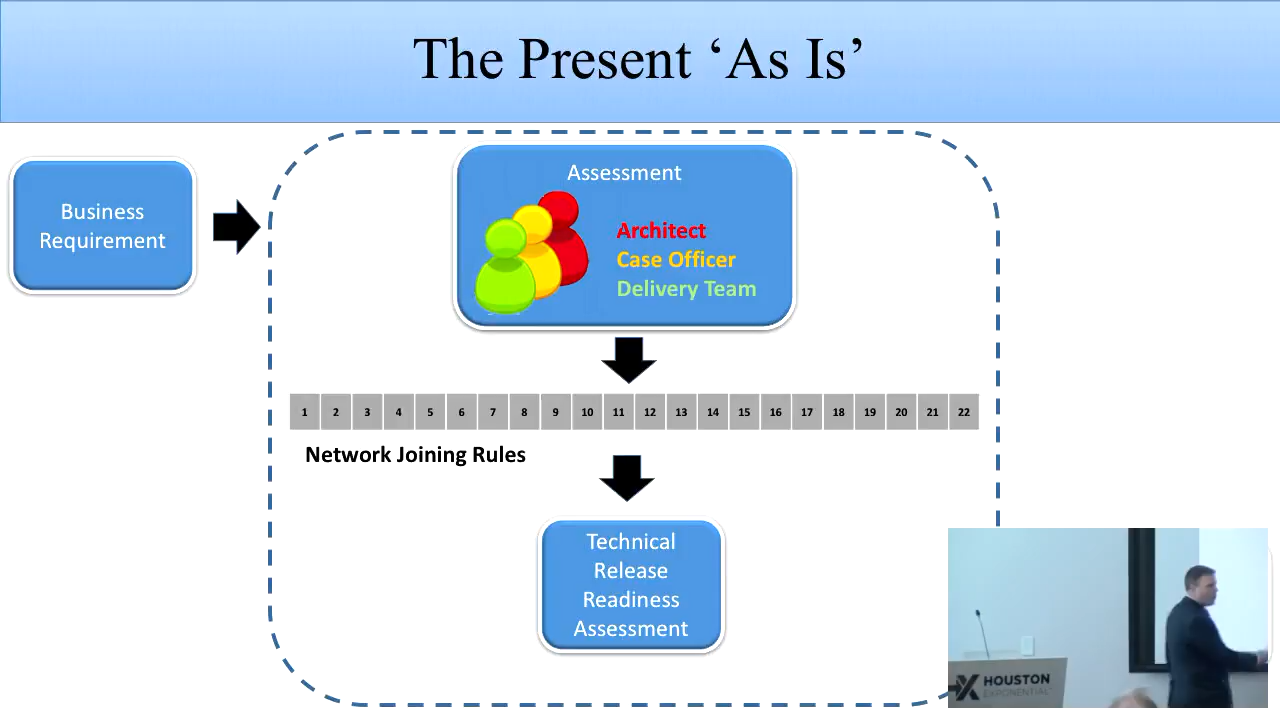 The Present ‘As Is’
Business
Requirement
Assessment
Architect
Case Officer
Delivery Team
1 2 3 4 5 6 7 8 9 10 11 12 13 14 15 16 17 18 19 20 21 22
Network Joining Rules
Technical
Release
Readiness
Assessment
HOUSTON
EXPONENTIAL